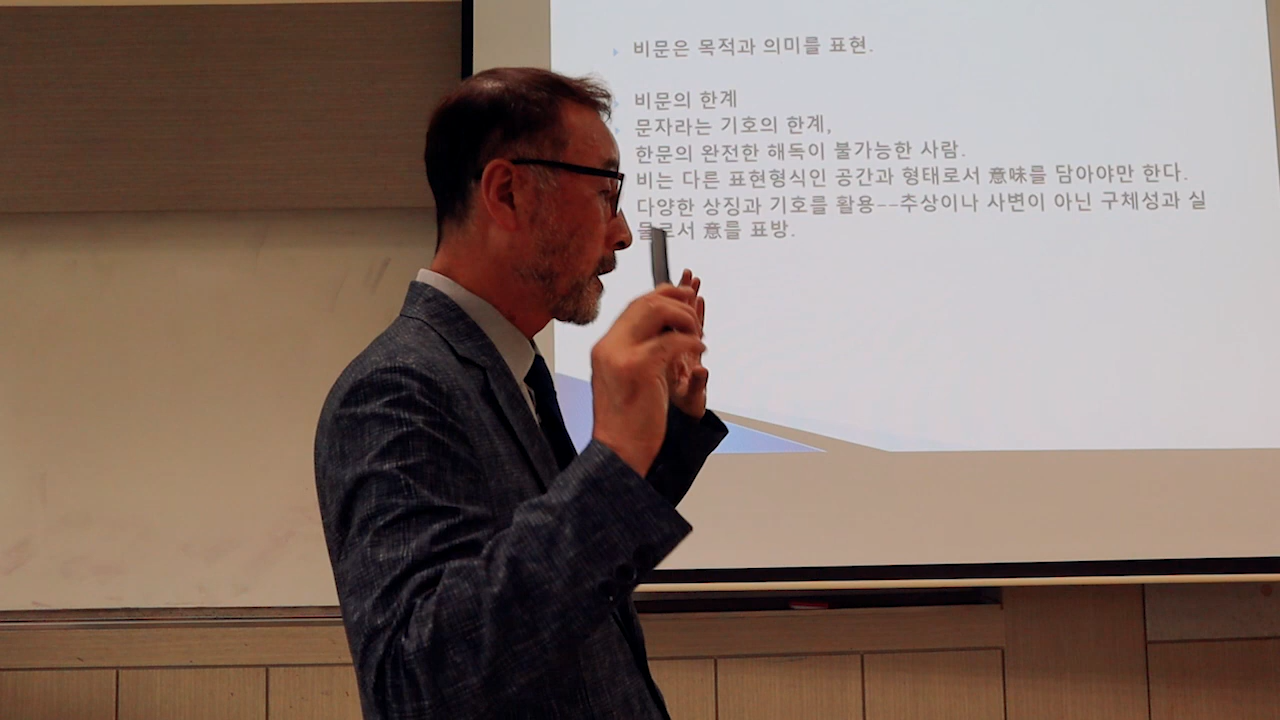 비문은 목적과 의미를 표현.
비문의 한계
문자라는 기호의 한계,
한문의 완전한 해독이 불가능한 사람.
비는 다른 표현형식인 공간과 형태로서 意味를 담아야만 한다.
다양한 상징과 기호를 활용--추상이나 사변이 아닌 구체성과 실
물로서 意를 표방.